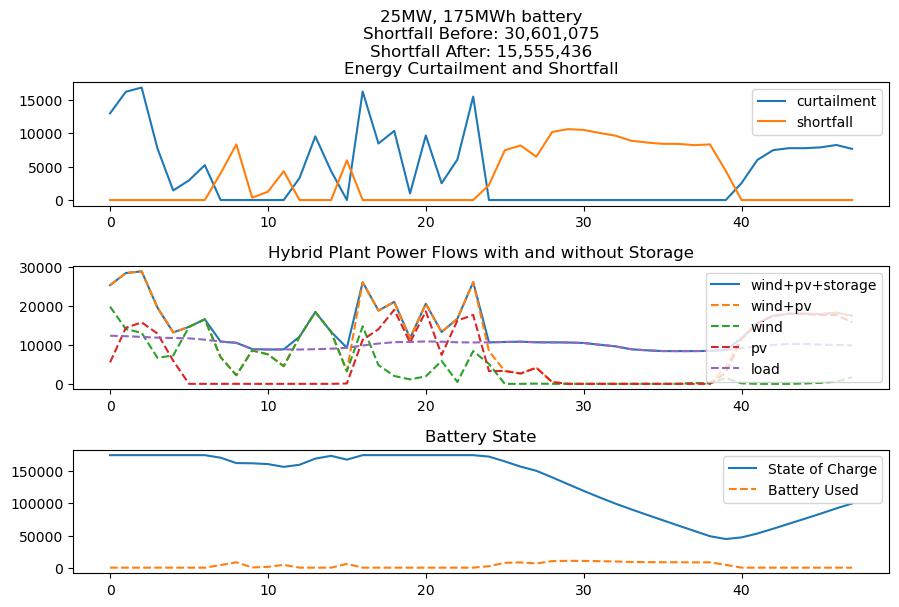 25MW, 175MWh battery
Shortfall Before: 30,601,075
Shortfall After: 15,555,436
Energy Curtailment and Shortfall
15000
10000
5000
0
curtailment
shortfall
0 10 20 30 40
Hybrid Plant Power Flows with and without Storage
30000
20000
10000
0
wind+pv+storage
wind+pv
wind
pv
load
0 10 20 30 40
Battery State
150000
100000
50000
0
State of Charge
Battery Used
0 10 20 30 40